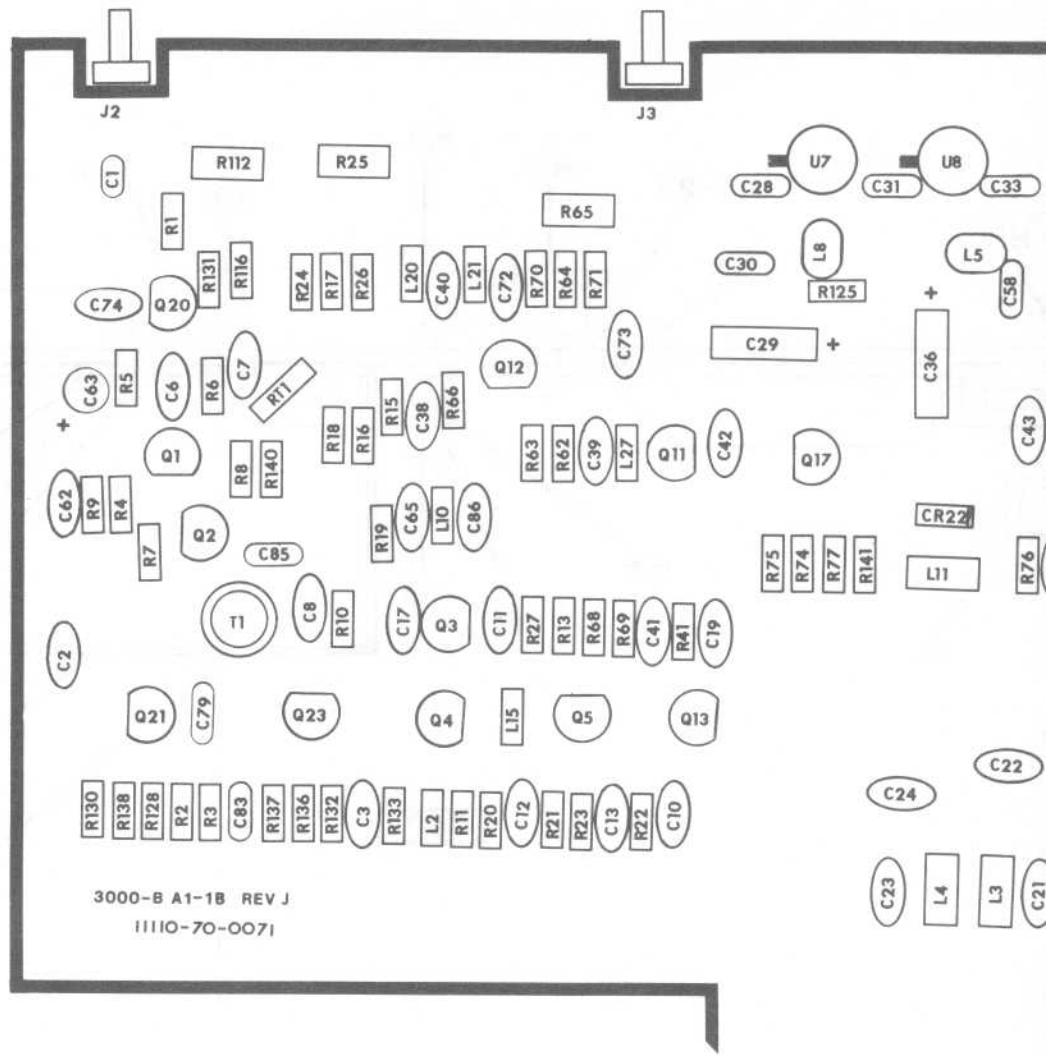 J2 J3
U7 U8
C1 R112 R25 C28 C31 C33
R1 R65
R131 R116 R24 R17 R26 L20 C40 L21 C72 R70 R64 R71 C30 L8 L5
C74 Q20 R125 + C58
C73 C29 + C36
C63 R5 C6 R6 C7 RT1 Q12
+ R18 R16 R15 C38 R66 C43
Q1 R8 R140 R63 R62 C39 L27 Q11 C42 Q17
C62 R9 R4 R19 C65 L10 C86 CR22
R7 Q2 C85 R75 R74 R77 R141 L11 R76
T1 C8 R10 C17 Q3 C11 R27 R13 R68 R69 C41 R41 C19
C2
Q21 C79 Q23 Q4 L15 Q5 Q13
C22
C24
R130 R138 R128 R2 R3 C83 R137 R136 R132 C3 R133 L2 R11 R20 C12 R21 R23 C13 R22 C10
C23 L4 L3 C21
3000-B A1-1B REV J
11110-70-0071